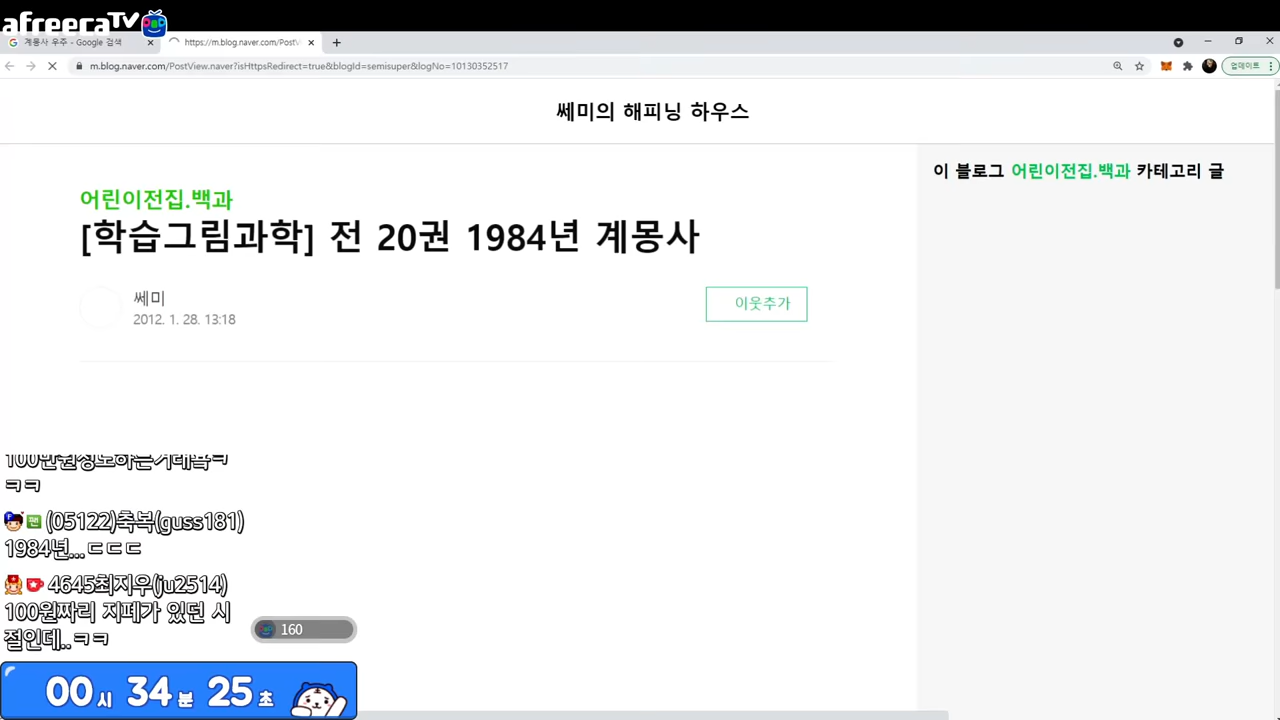 afreecaTV
계몽사 우주 - Google 검색
https://m.blog.naver.com/PostV
m.blog.naver.com/PostView.naver?isHttpsRedirect=true&blogId=semisuper&logNo=10130352517
업데이트
쎄미의 해피닝 하우스
어린이전집.백과
이 블로그 어린이전집.백과 카테고리 글
[학습그림과학] 전 20권 1984년 계몽사
쎄미
2012. 1. 28. 13:18
이웃추가
ㅋㅋ
팬 (05122)축복(guss181)
1984년...ㄷㄷㄷ
4645최지우(ju2514)
100원짜리 지폐가 있던 시
절인데..ㅋㅋ
160
00시 34분 25초